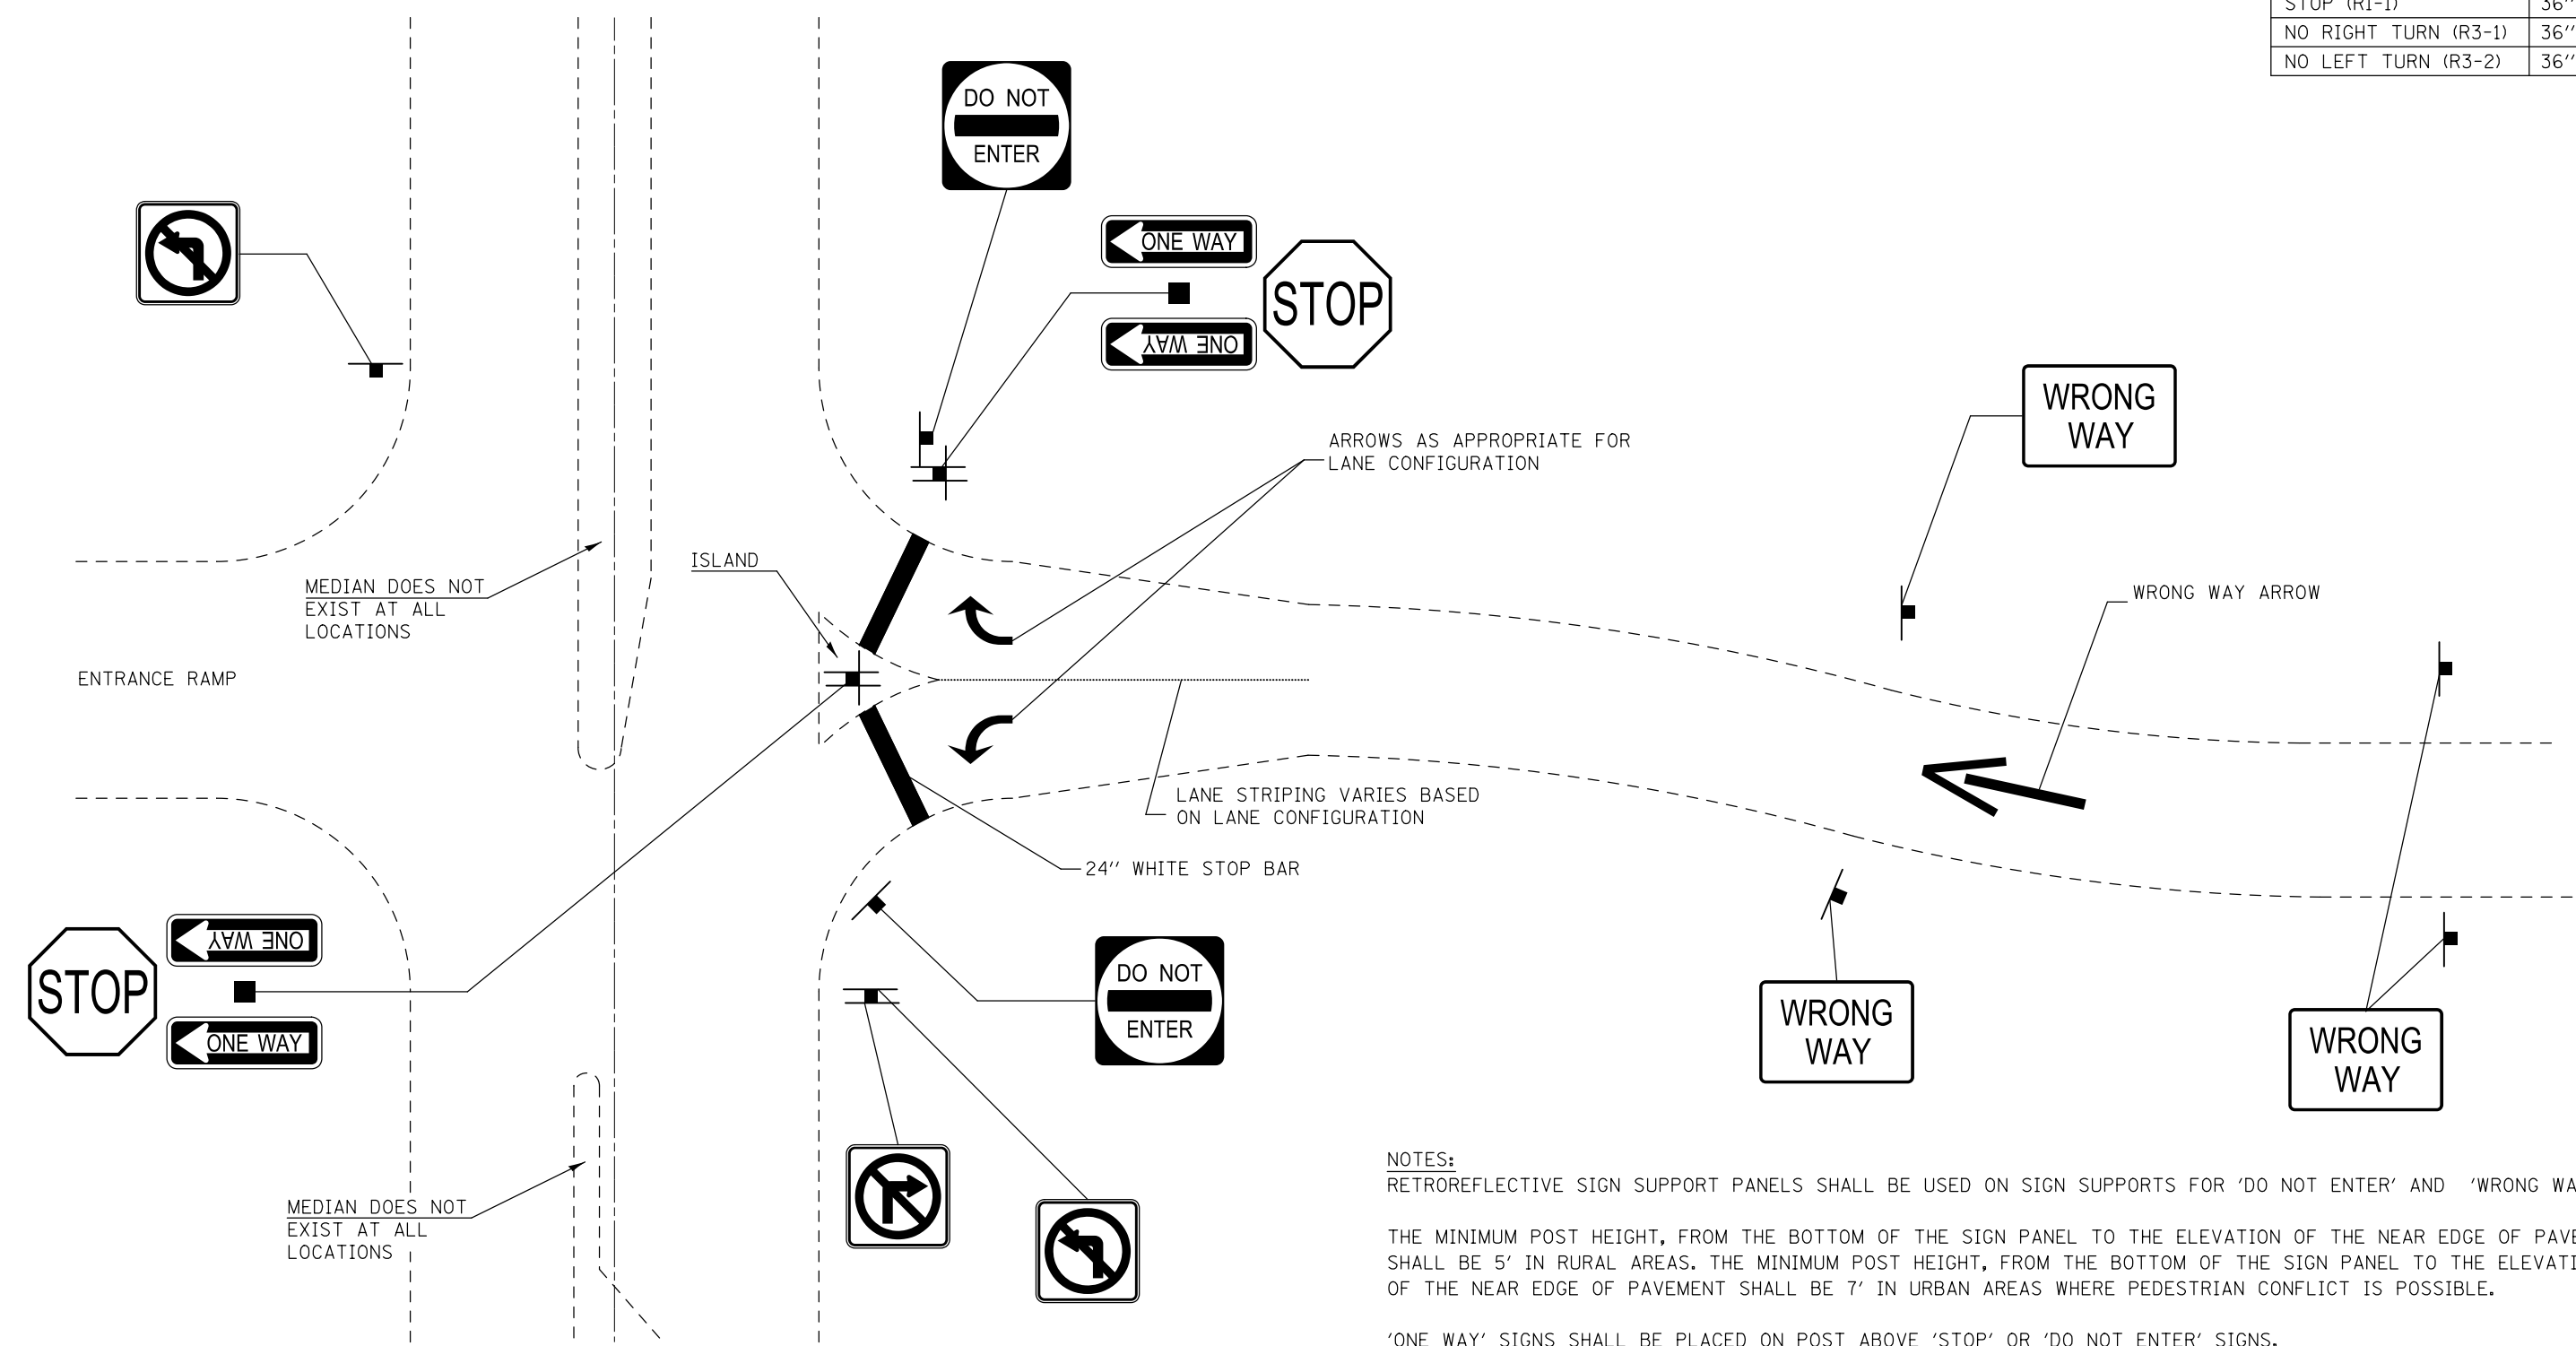 STOP (R1-1) 36"
NO RIGHT TURN (R3-1) 36"
NO LEFT TURN (R3-2) 36"
DO NOT
ENTER
ONE WAY
STOP
ONE WAY
WRONG
WAY
ARROWS AS APPROPRIATE FOR
LANE CONFIGURATION
ISLAND
MEDIAN DOES NOT
EXIST AT ALL
LOCATIONS
WRONG WAY ARROW
ENTRANCE RAMP
LANE STRIPING VARIES BASED
ON LANE CONFIGURATION
24" WHITE STOP BAR
STOP
ONE WAY
ONE WAY
DO NOT
ENTER
WRONG
WAY
WRONG
WAY
MEDIAN DOES NOT
EXIST AT ALL
LOCATIONS
NOTES:
RETROREFLECTIVE SIGN SUPPORT PANELS SHALL BE USED ON SIGN SUPPORTS FOR 'DO NOT ENTER' AND 'WRONG WA
THE MINIMUM POST HEIGHT, FROM THE BOTTOM OF THE SIGN PANEL TO THE ELEVATION OF THE NEAR EDGE OF PAVE
SHALL BE 5' IN RURAL AREAS. THE MINIMUM POST HEIGHT, FROM THE BOTTOM OF THE SIGN PANEL TO THE ELEVATI
OF THE NEAR EDGE OF PAVEMENT SHALL BE 7' IN URBAN AREAS WHERE PEDESTRIAN CONFLICT IS POSSIBLE.
'ONE WAY' SIGNS SHALL BE PLACED ON POST ABOVE 'STOP' OR 'DO NOT ENTER' SIGNS.